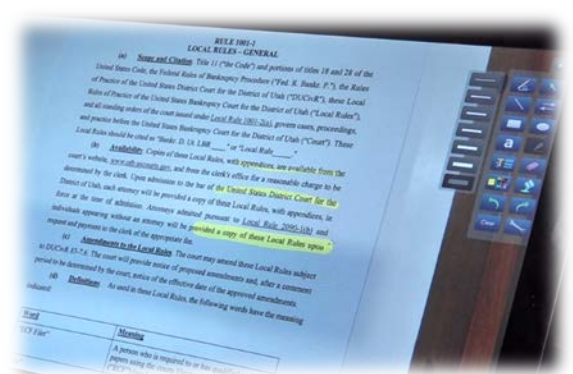 RULE 1001-1
LOCAL RULES - GENERAL
(a) Scope and Citation. Title 11 ("the Code") and portions of titles 18 and 28 of the
United States Code, the Federal Rules of Bankruptcy Procedure ("Fed. R. Bankr. P."), the Rules
of Practice of the United States District Court for the District of Utah ("DUCivR"), these Local
Rules of Practice of the United States Bankruptcy Court for the District of Utah ("Local Rules"),
and all standing orders of the court issued under Local Rule 1001-2(a), govern cases, proceedings,
and practice before the United States Bankruptcy Court for the District of Utah ("Court"). These
Local Rules should be cited as "Bankr. D. Ut. LBR ____" or "Local Rule ____."
(b) Availability. Copies of these Local Rules, with appendices, are available from the
court's website, www.utb.uscourts.gov, and from the clerk's office for a reasonable charge to be
determined by the clerk. Upon admission to the bar of the United States District Court for the
District of Utah, each attorney will be provided a copy of these Local Rules, with appendices, in
force at the time of admission. Attorneys admitted pursuant to Local Rule 2090-1(b) and
individuals appearing without an attorney will be provided a copy of these Local Rules upon
request and payment to the clerk of the appropriate fee.
(c) Amendments to the Local Rules. The court may amend these Local Rules subject
to DUCivR 83-7.6. The court will provide notice of proposed amendments and, after a comment
period to be determined by the court, notice of the effective date of the approved amendments.
(d) Definitions. As used in these Local Rules, the following words have the meaning
indicated:
Word Meaning
"ECF Filer" A person who is required to or has
papers using the court's
("ECF")
a
T
Clear